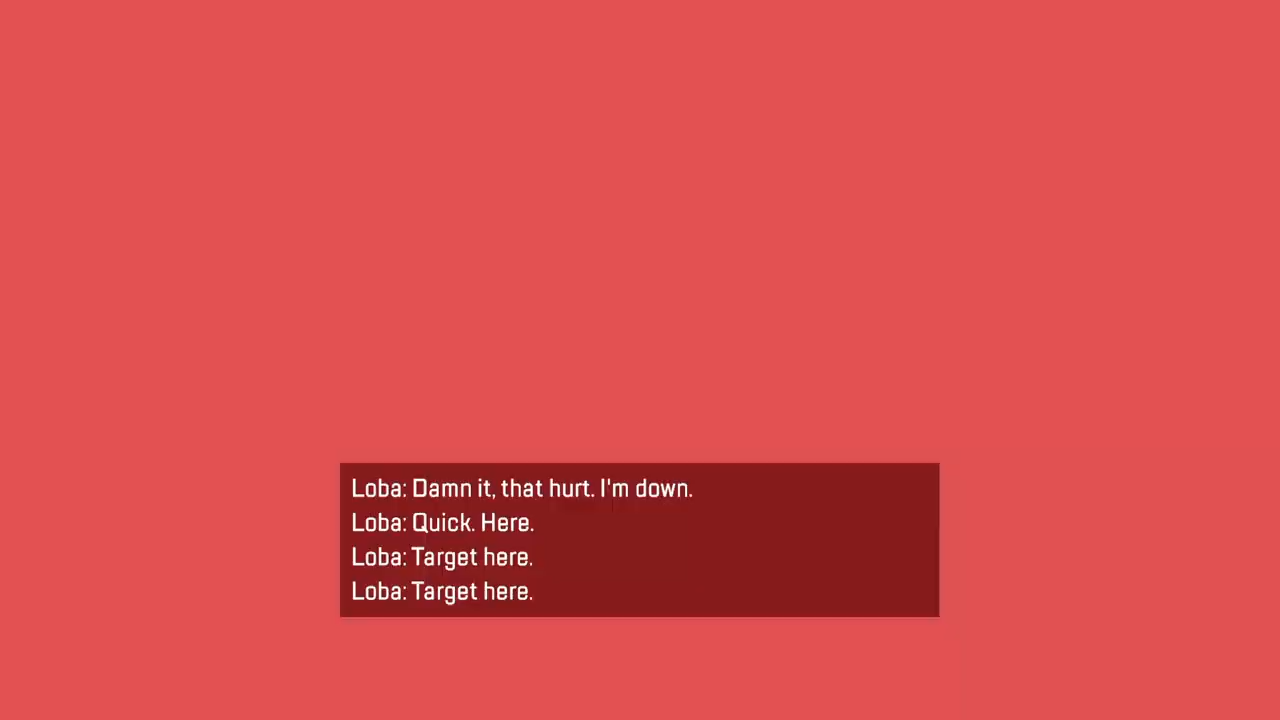 Loba: Damn it, that hurt. I'm down.
Loba: Quick. Here.
Loba: Target here.
Loba: Target here.